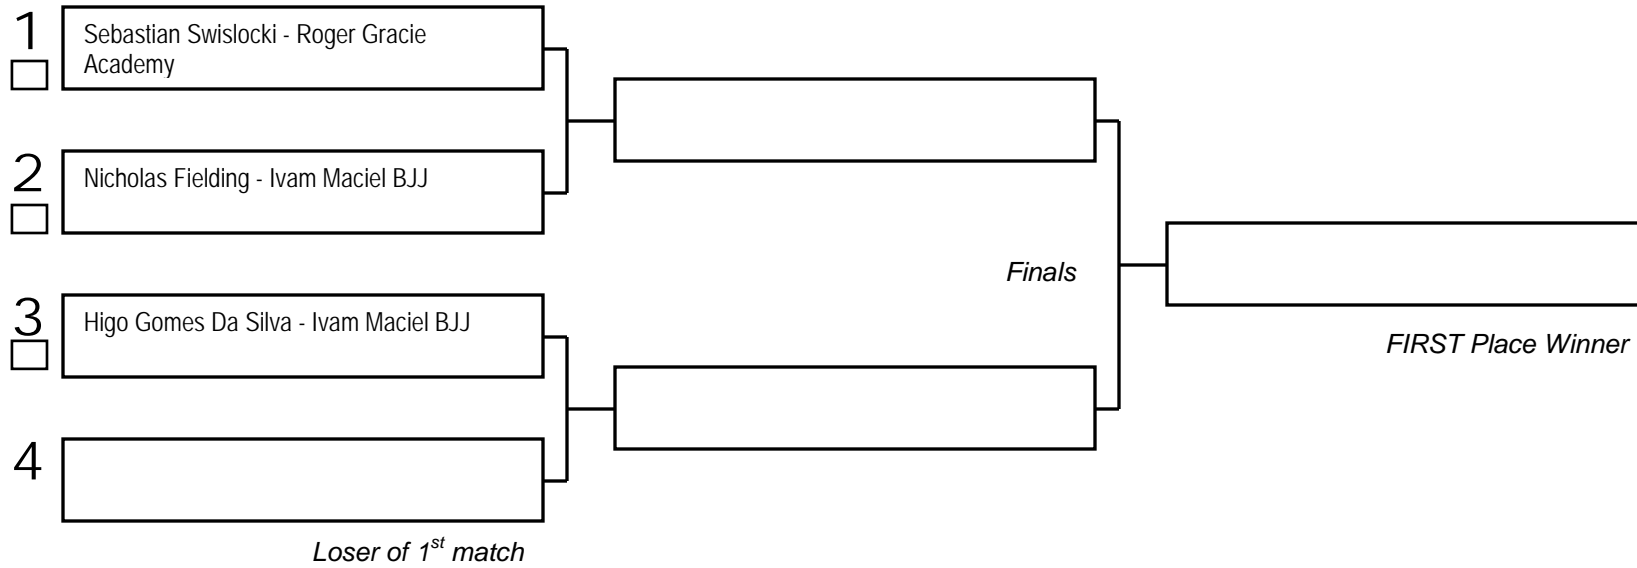 1
Sebastian Swislocki - Roger Gracie
Academy
2
Nicholas Fielding - Ivam Maciel BJJ
Finals
3
Higo Gomes Da Silva - Ivam Maciel BJJ
FIRST Place Winner
4
Loser of 1st match